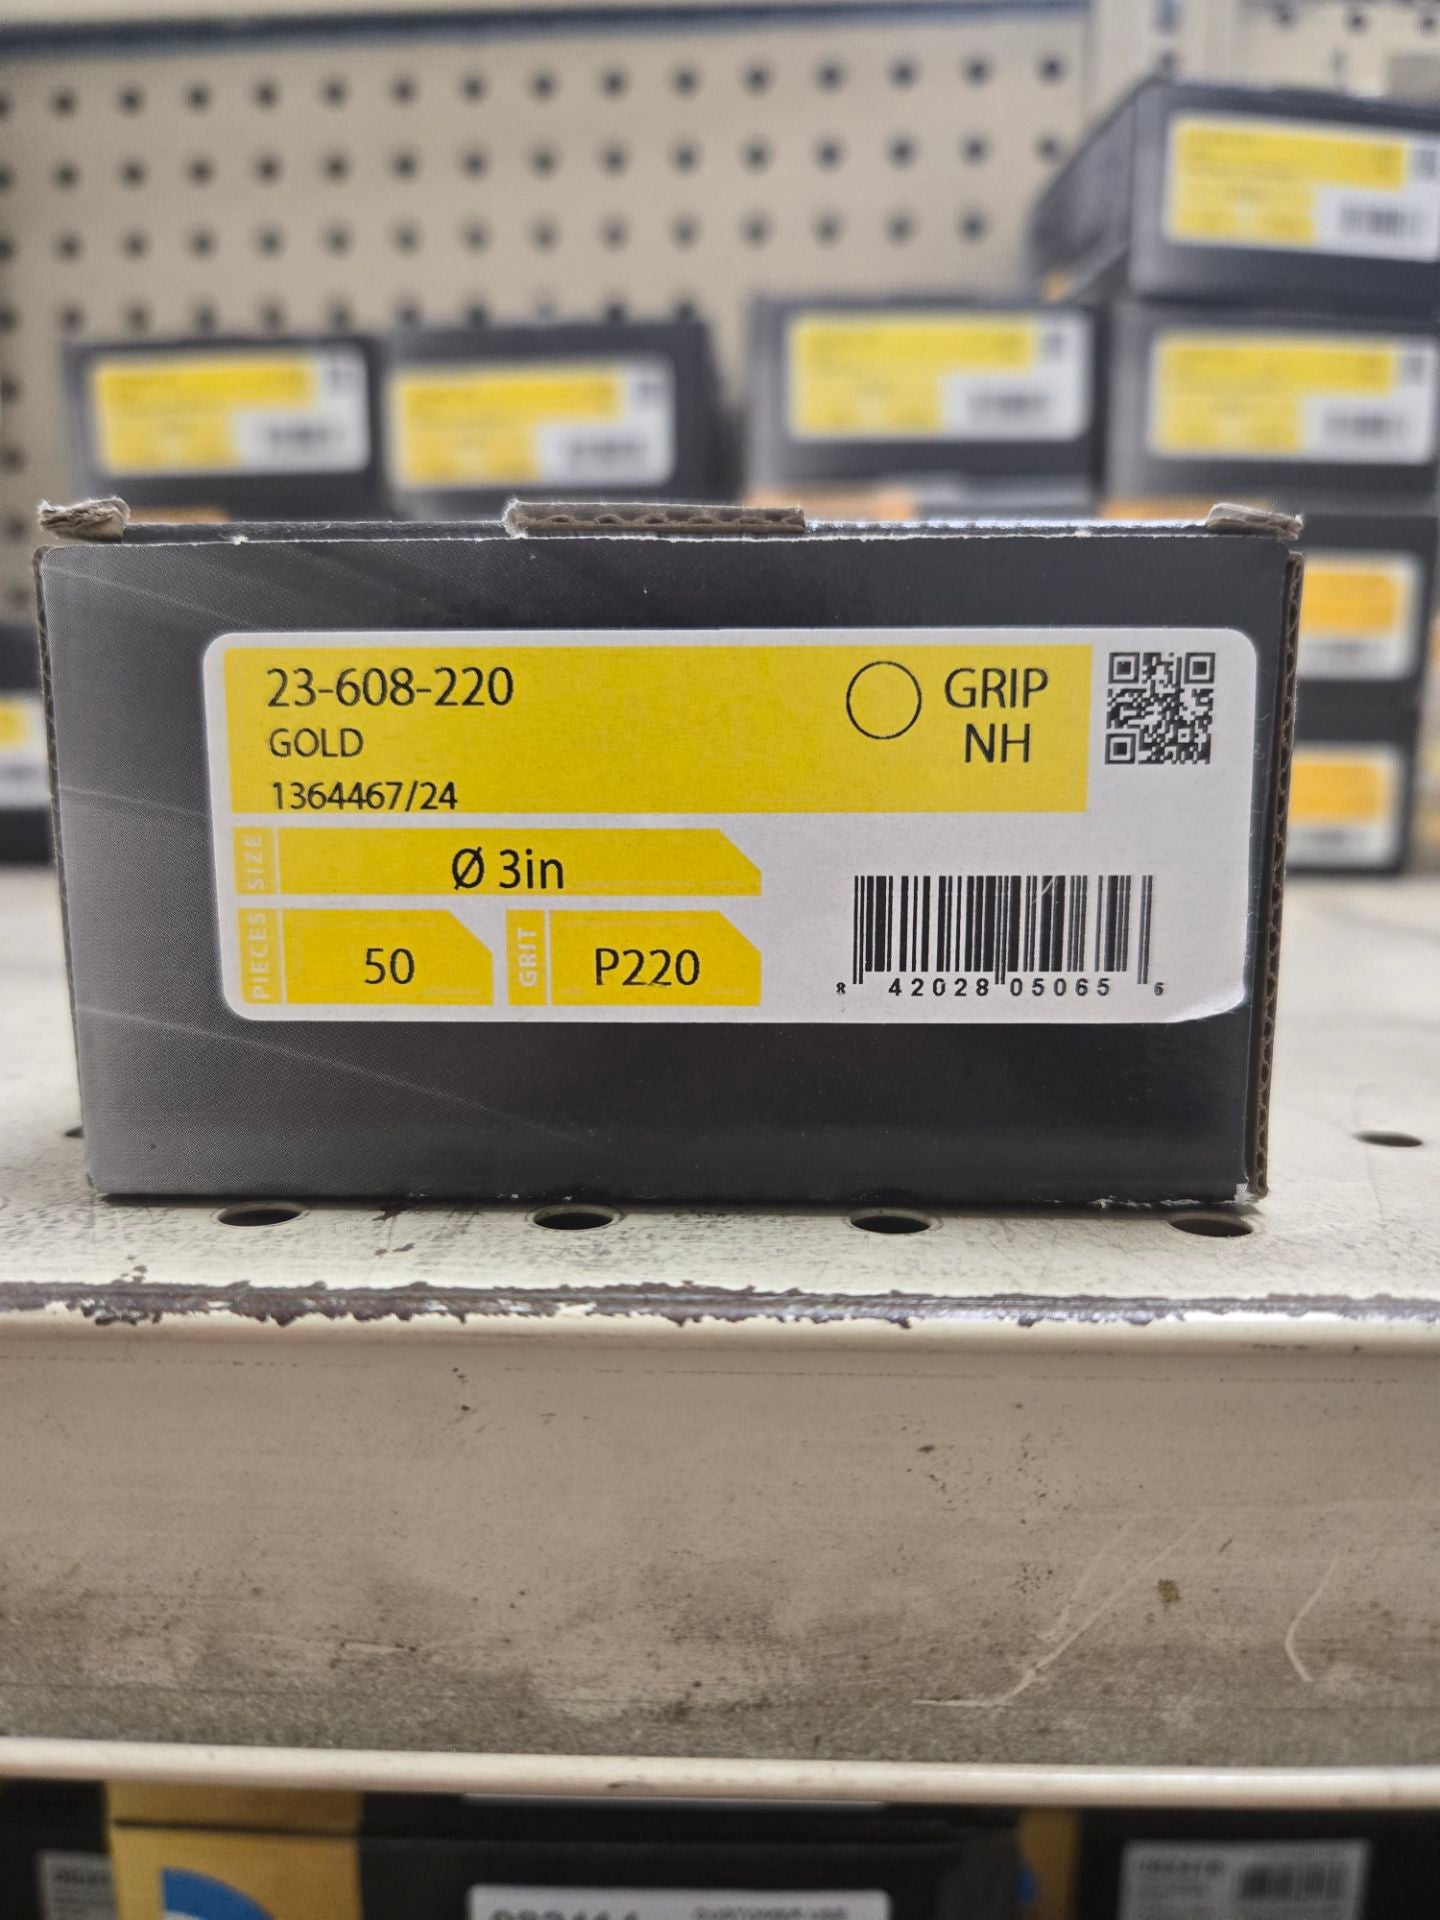 23-608-220
GOLD
1364467/24
GRIP
NH
SIZE
Ø 3in
PIECES
50
GRIT
P220
8 42028 05065 6